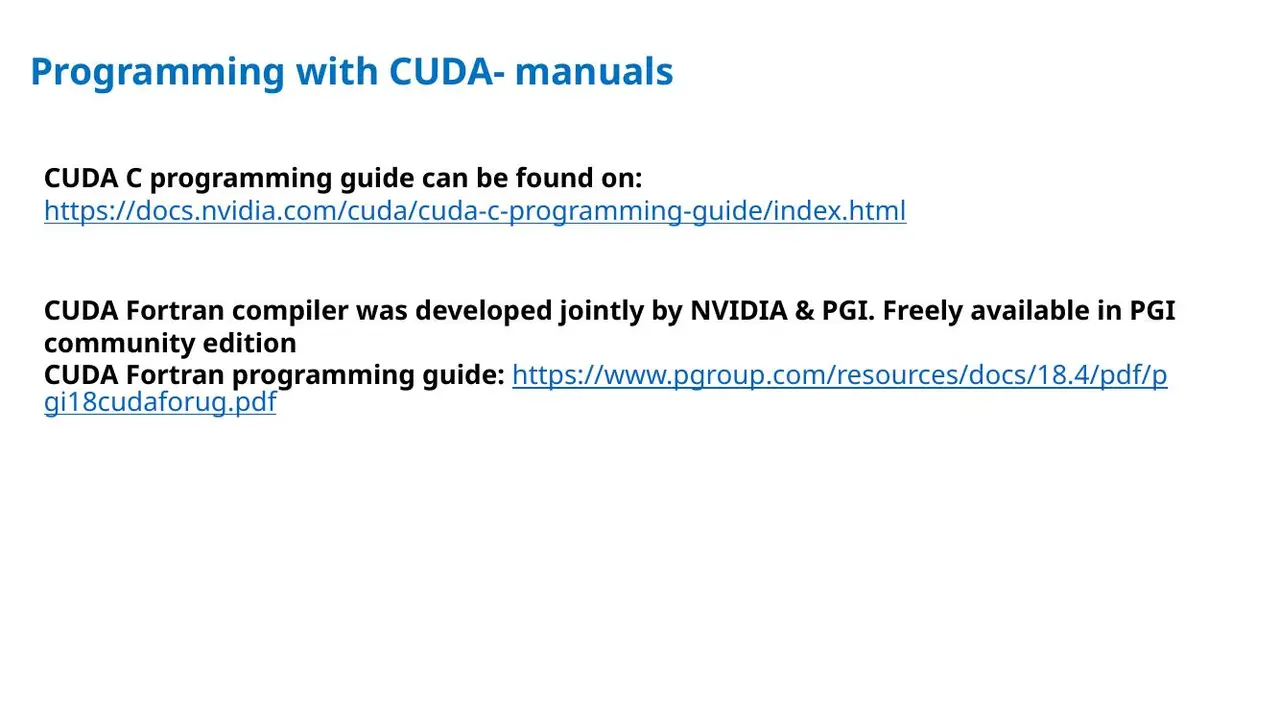 Programming with CUDA- manuals
CUDA C programming guide can be found on:
https://docs.nvidia.com/cuda/cuda-c-programming-guide/index.html
CUDA Fortran compiler was developed jointly by NVIDIA & PGI. Freely available in PGI
community edition
CUDA Fortran programming guide: https://www.pgroup.com/resources/docs/18.4/pdf/p
gi18cudaforug.pdf